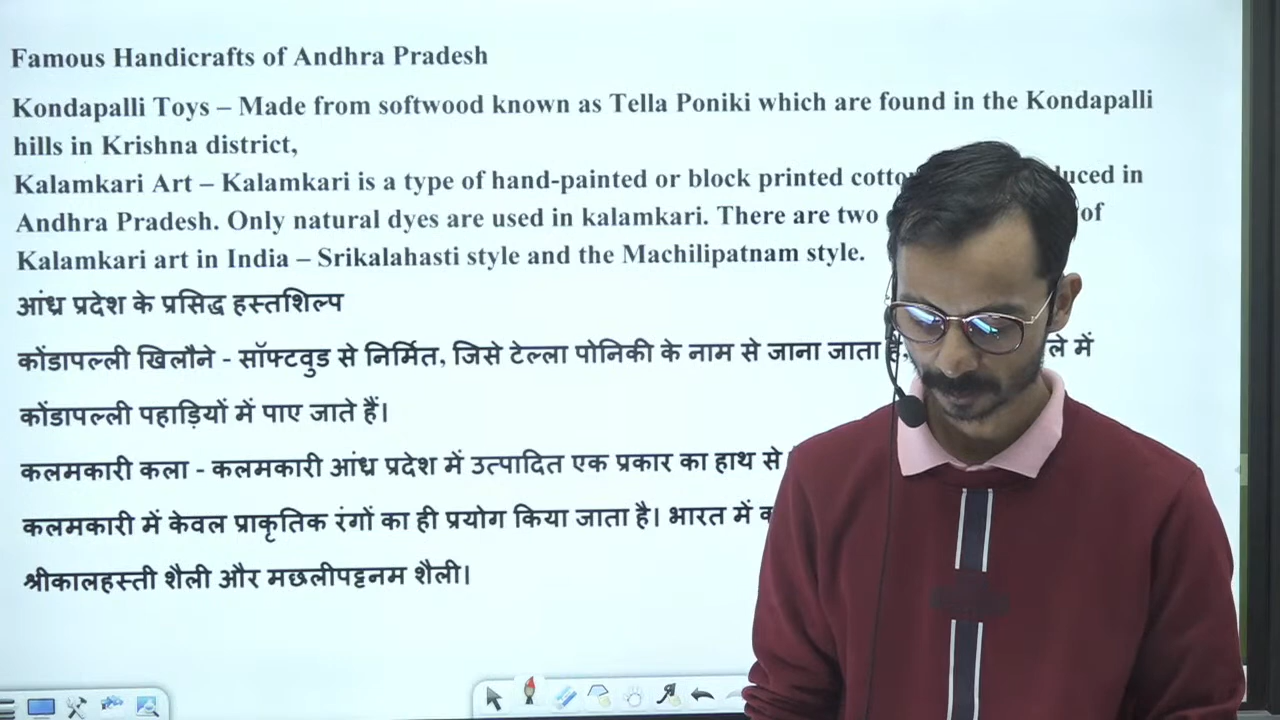 Famous Handicrafts of Andhra Pradesh
Kondapalli Toys – Made from softwood known as Tella Poniki which are found in the Kondapalli
hills in Krishna district,
Kalamkari Art – Kalamkari is a type of hand-painted or block printed in
Andhra Pradesh. Only natural dyes are used in kalamkari. There are two of
Kalamkari art in India – Srikalahasti style and the Machilipatnam style.
आंध्र प्रदेश के प्रसिद्ध हस्तशिल्प
कोंडापल्ली खिलौने - सॉफ्टवुड से निर्मित, जिसे टेल्ला पोनिकी के नाम से जाना जाता में
कोंडापल्ली पहाड़ियों में पाए जाते हैं।
कलमकारी कला - कलमकारी आंध्र प्रदेश में उत्पादित एक प्रकार का हाथ से
कलमकारी में केवल प्राकृतिक रंगों का ही प्रयोग किया जाता है। भारत में
श्रीकालहस्ती शैली और मछलीपट्टनम शैली।